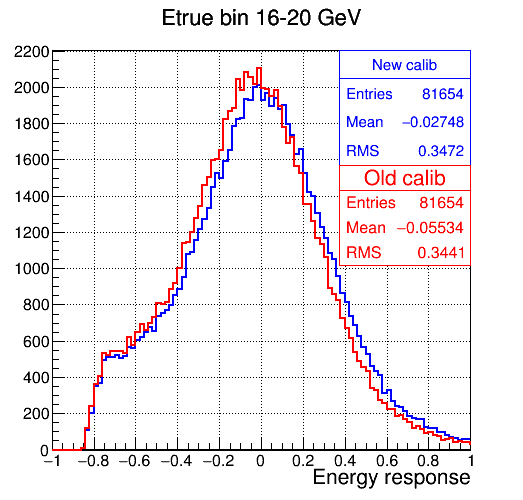 Etrue bin 16-20 GeV
New calib
Entries 81654
Mean −0.02748
RMS 0.3472
Old calib
Entries 81654
Mean −0.05534
RMS 0.3441
2200
2000
1800
1600
1400
1200
1000
800
600
400
200
0
−1 −0.8 −0.6 −0.4 −0.2 0 0.2 0.4 0.6 0.8 1
Energy response